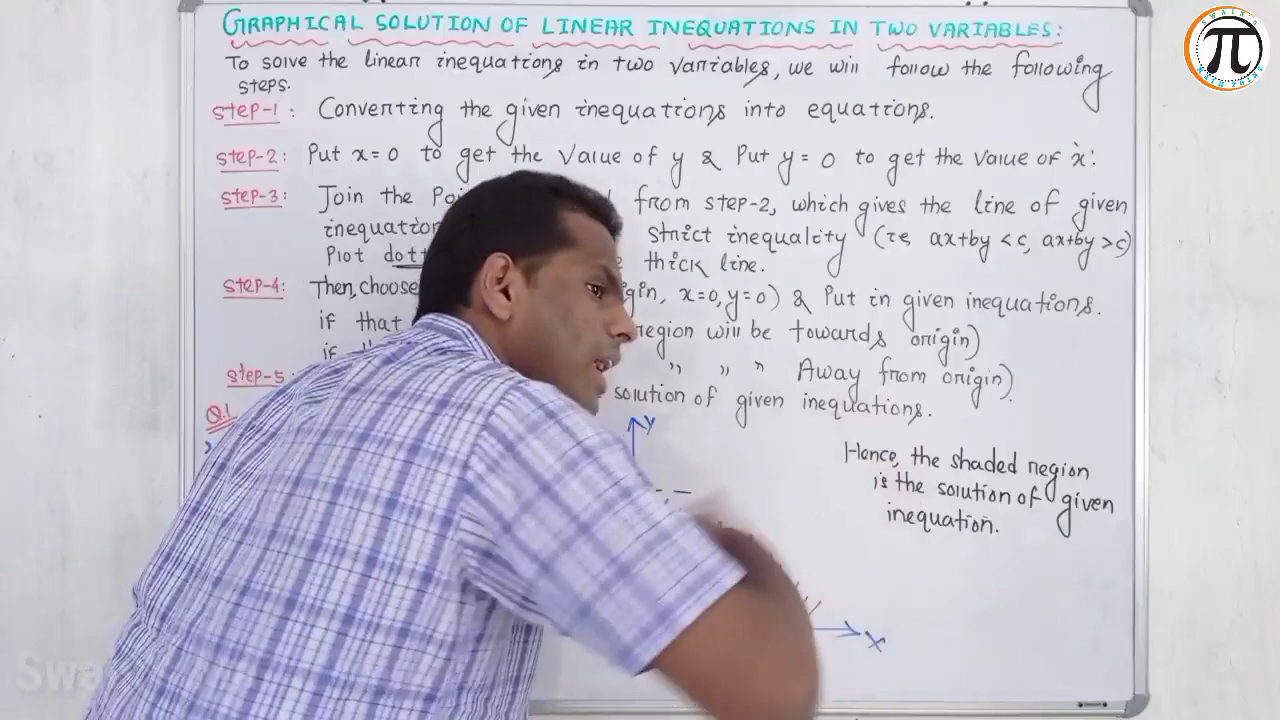 GRAPHICAL SOLUTION OF LINEAR INEQUATIONS IN TWO VARIABLES:
To solve the linear inequations in two variables, we will follow the following
steps.
Step-1: Converting the given inequations into equations.
Step-2: Put x=0 to get the value of y & Put y=0 to get the value of 'x'.
Step-3: Join the from step-2, which gives the line of given
strict inequality (ie, ax+by <c, ax+by >c)
Plot thick line.
Step-4: Then, choose x=0, y=0) & Put in given inequations.
if that region will be towards origin)
" " " Away from origin).
Step-5 solution of given inequations.
Q.1
Y
Hence, the shaded region
is the solution of given
inequation.
X
π
Swa